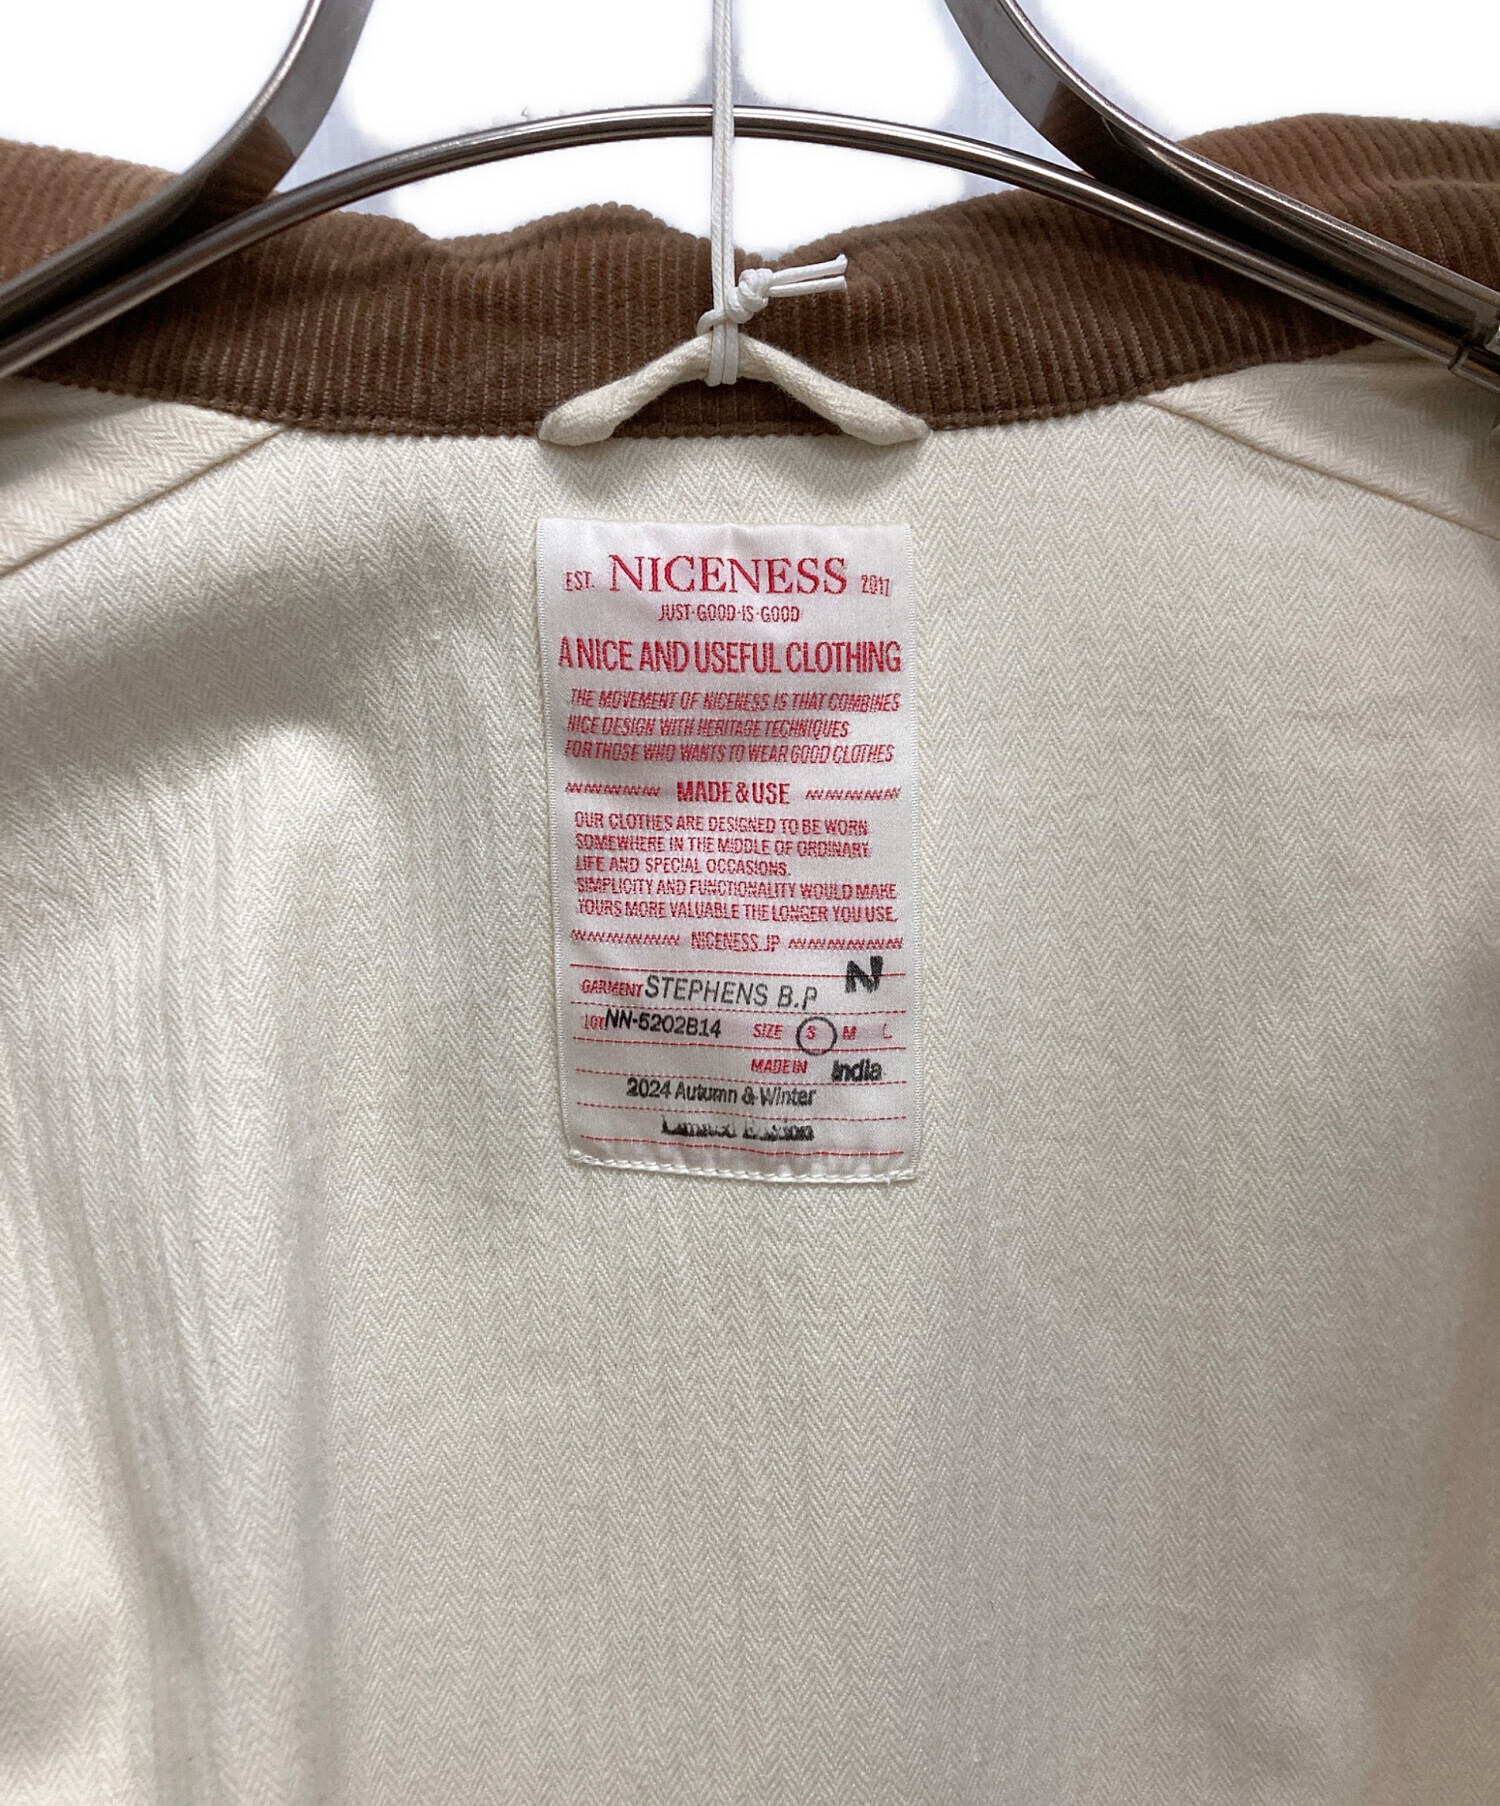 EST. NICENESS 2017
JUST·GOOD·IS·GOOD
A NICE AND USEFUL CLOTHING
THE MOVEMENT OF NICENESS IS THAT COMBINES
NICE DESIGN WITH HERITAGE TECHNIQUES
FOR THOSE WHO WANTS TO WEAR GOOD CLOTHES
MADE&USE
OUR CLOTHES ARE DESIGNED TO BE WORN
SOMEWHERE IN THE MIDDLE OF ORDINARY
LIFE AND SPECIAL OCCASIONS.
SIMPLICITY AND FUNCTIONALITY WOULD MAKE
YOURS MORE VALUABLE THE LONGER YOU USE.
NICENESS.JP
N
GARMENT STEPHENS B.P
LOT NN-5202B14 SIZE S M L
MADE IN India
2024 Autumn & Winter
Limited Edition